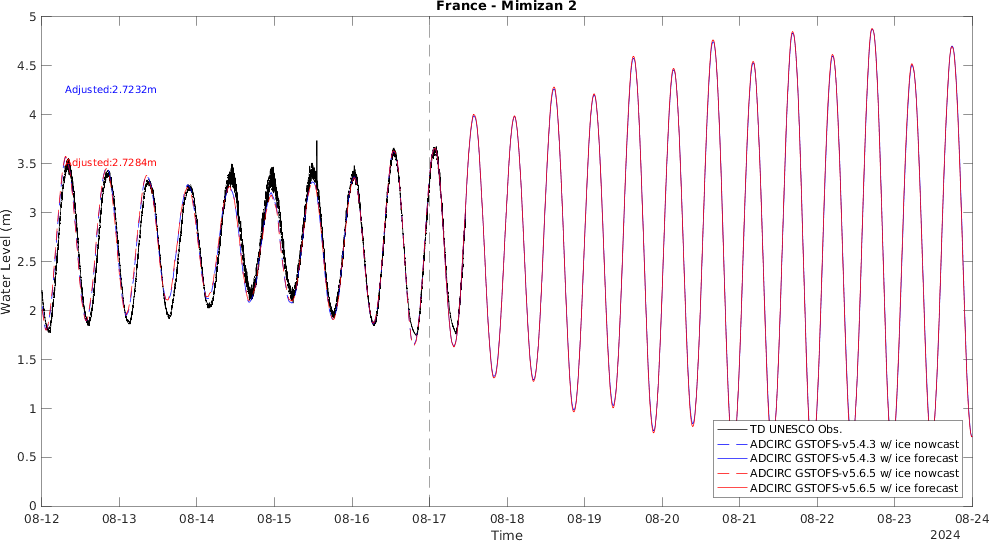 France - Mimizan 2
5
4.5
4
3.5
3
2.5
2
1.5
1
0.5
0
Water Level (m)
Adjusted:2.7232m
Adjusted:2.7284m
TD UNESCO Obs.
ADCIRC GSTOFS-v5.4.3 w/ ice nowcast
ADCIRC GSTOFS-v5.4.3 w/ ice forecast
ADCIRC GSTOFS-v5.6.5 w/ ice nowcast
ADCIRC GSTOFS-v5.6.5 w/ ice forecast
08-12 08-13 08-14 08-15 08-16 08-17 08-18 08-19 08-20 08-21 08-22 08-23 08-24
Time
2024